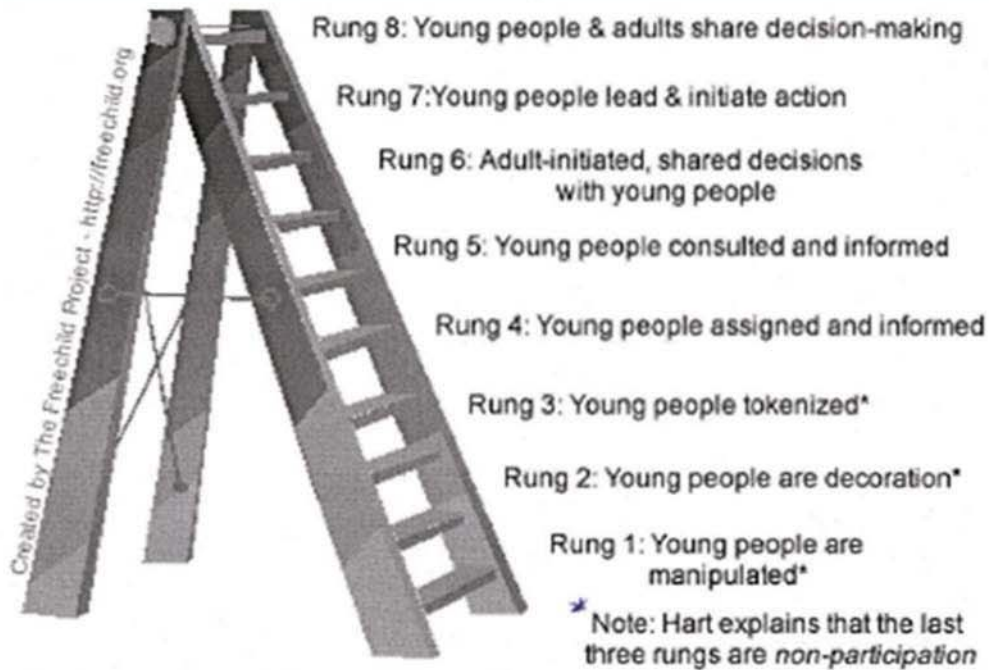 Rung 8: Young people & adults share decision-making
Rung 7:Young people lead & initiate action
Rung 6: Adult-initiated, shared decisions
with young people
Rung 5: Young people consulted and informed
Rung 4: Young people assigned and informed
Rung 3: Young people tokenized*
Rung 2: Young people are decoration*
Rung 1: Young people are
manipulated*
* Note: Hart explains that the last
three rungs are non-participation
Created by The Freechild Project - http://freechild.org